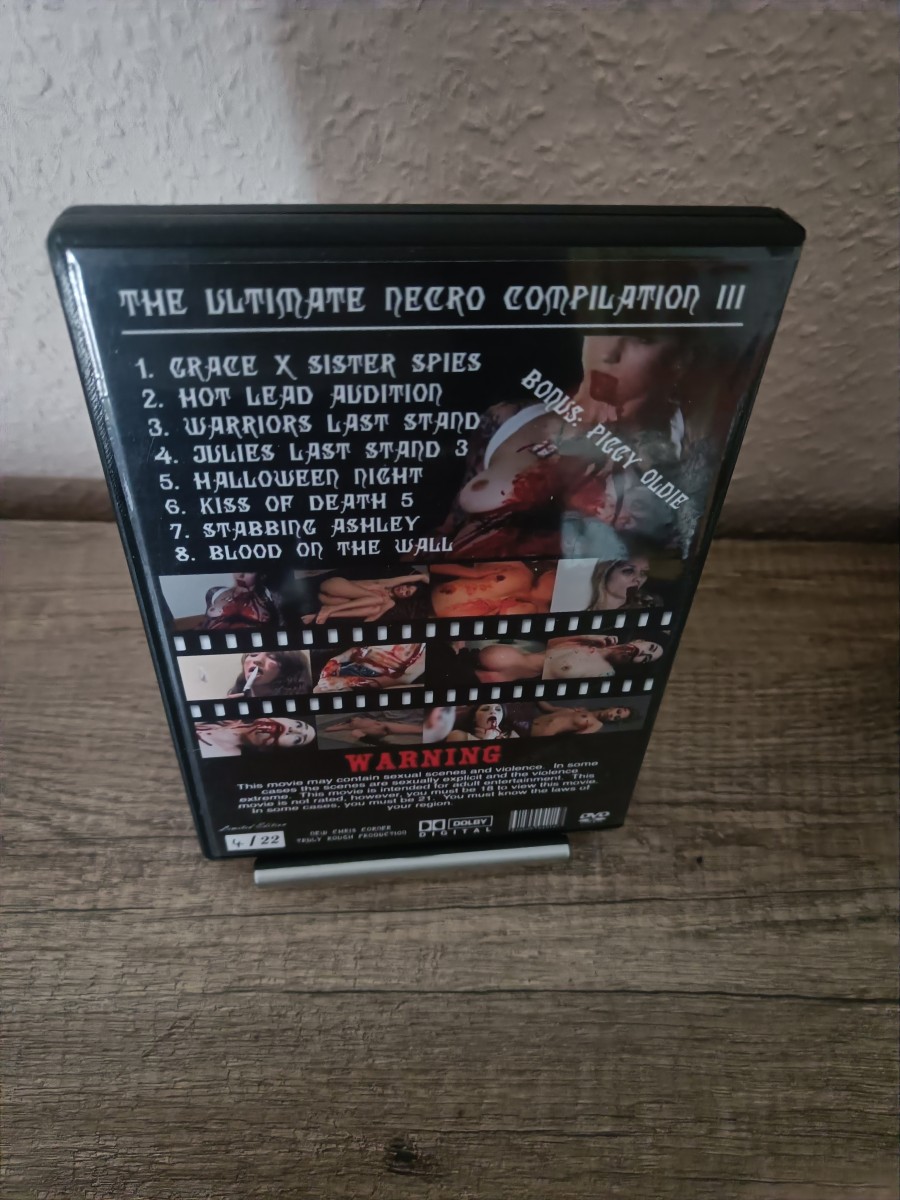 THE ULTIMATE NECRO COMPILATION III
1. GRACE X SISTER SPIES
2. HOT LEAD AUDITION
3. WARRIORS LAST STAND
4. JULIES LAST STAND 3
5. HALLOWEEN NIGHT
6. KISS OF DEATH 5
7. STABBING ASHLEY
8. BLOOD ON THE WALL
BONUS: PIGGY OLDIE
WARNING
This movie may contain sexual scenes and violence. In some
cases the scenes are sexually explicit and the violence
extreme. This movie is intended for adult entertainment. This
movie is not rated, however, you must be 18 to view this movie.
In some cases, you must be 21. You must know the laws of
your region.
Limited Edition
4/22
CHRIS CORNER
TRULY ROUGH PRODUCTION
DOLBY
DIGITAL
DVD